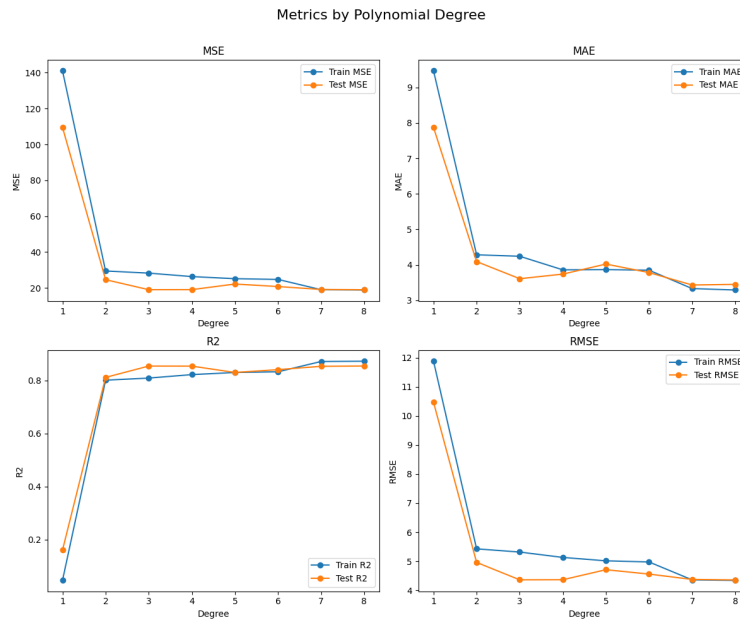 Metrics by Polynomial Degree
MSE
140
120
100
80
60
40
20
MSE
1 2 3 4 5 6 7 8
Degree
Train MSE
Test MSE
MAE
9
8
7
6
5
4
3
MAE
1 2 3 4 5 6 7 8
Degree
Train MAE
Test MAE
R2
0.8
0.6
0.4
0.2
R2
1 2 3 4 5 6 7 8
Degree
Train R2
Test R2
RMSE
12
11
10
9
8
7
6
5
4
RMSE
1 2 3 4 5 6 7 8
Degree
Train RMSE
Test RMSE